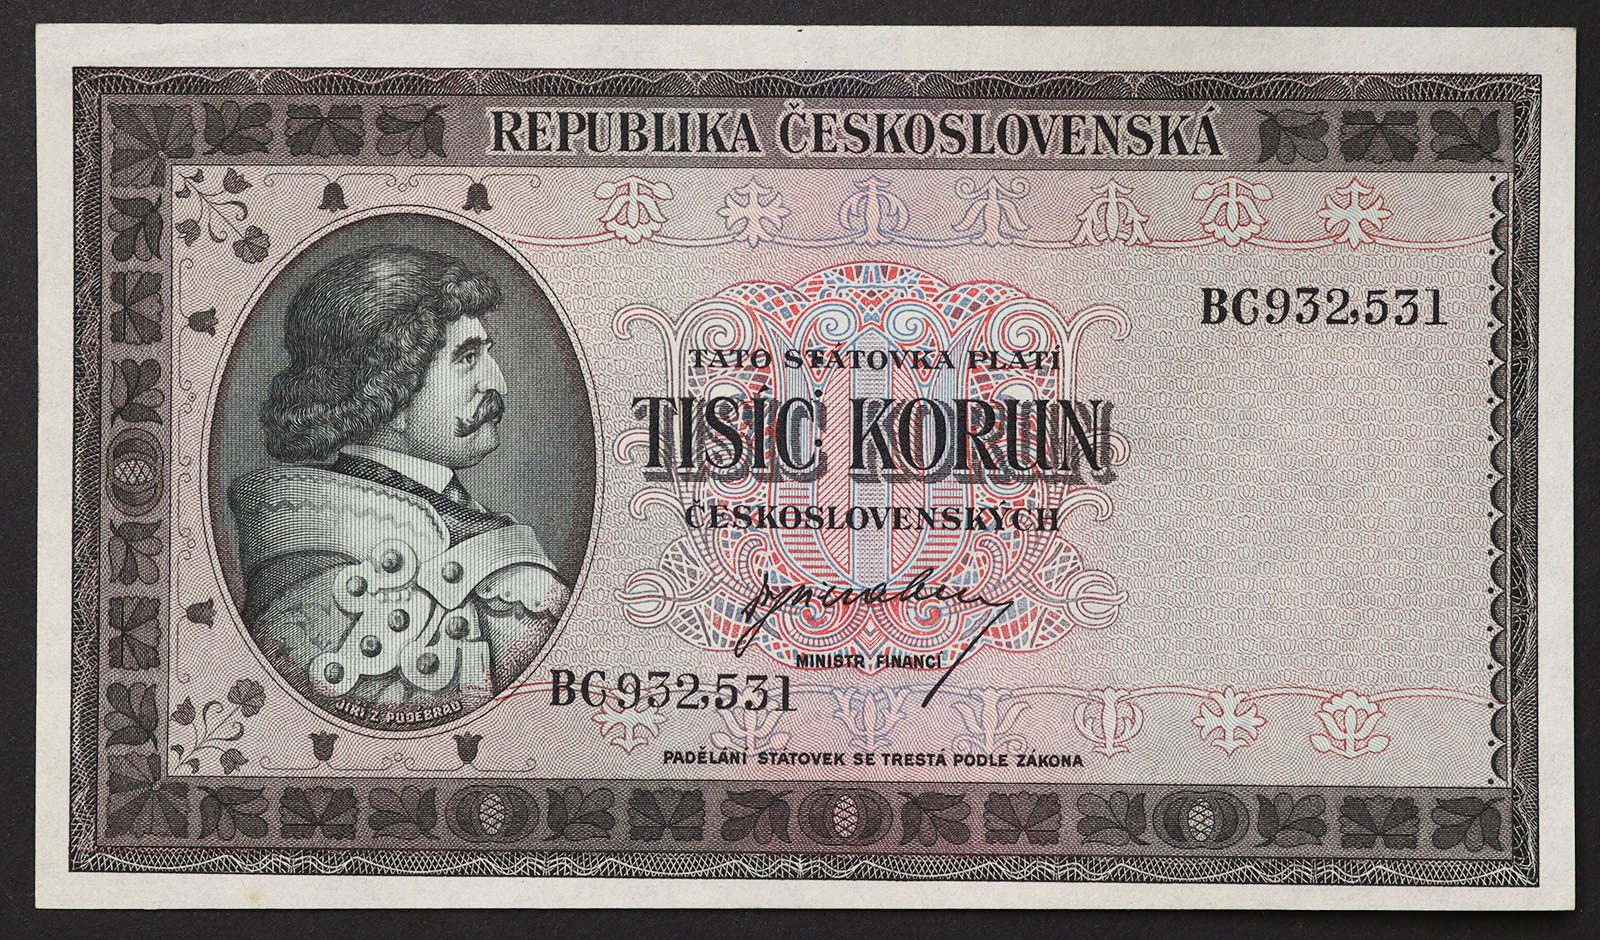 REPUBLIKA ČESKOSLOVENSKÁ
BC932,531
TATO STÁTOVKA PLATÍ
TISÍC KORUN
ČESKOSLOVENSKÝCH
MINISTR FINANCÍ
BC932,531
JIŘÍ Z PODĚBRAD
PADĚLÁNÍ STÁTOVEK SE TRESTÁ PODLE ZÁKONA